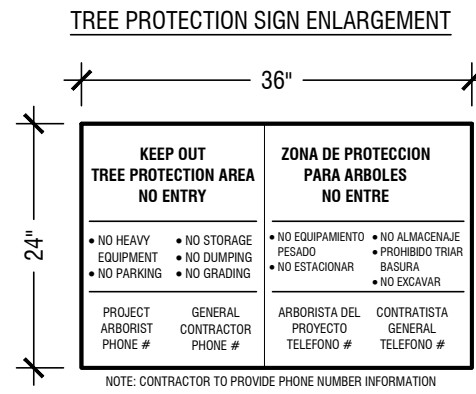 TREE PROTECTION SIGN ENLARGEMENT
36"
24"
KEEP OUT
TREE PROTECTION AREA
NO ENTRY
• NO HEAVY EQUIPMENT
• NO PARKING
• NO STORAGE
• NO DUMPING
• NO GRADING
PROJECT
ARBORIST
PHONE #
GENERAL
CONTRACTOR
PHONE #
ZONA DE PROTECCION
PARA ARBOLES
NO ENTRE
• NO EQUIPAMIENTO
PESADO
• NO ESTACIONAR
• NO ALMACENAJE
• PROHIBIDO TRIAR
BASURA
• NO EXCAVAR
ARBORISTA DEL
PROYECTO
TELEFONO #
CONTRATISTA
GENERAL
TELEFONO #
NOTE: CONTRACTOR TO PROVIDE PHONE NUMBER INFORMATION